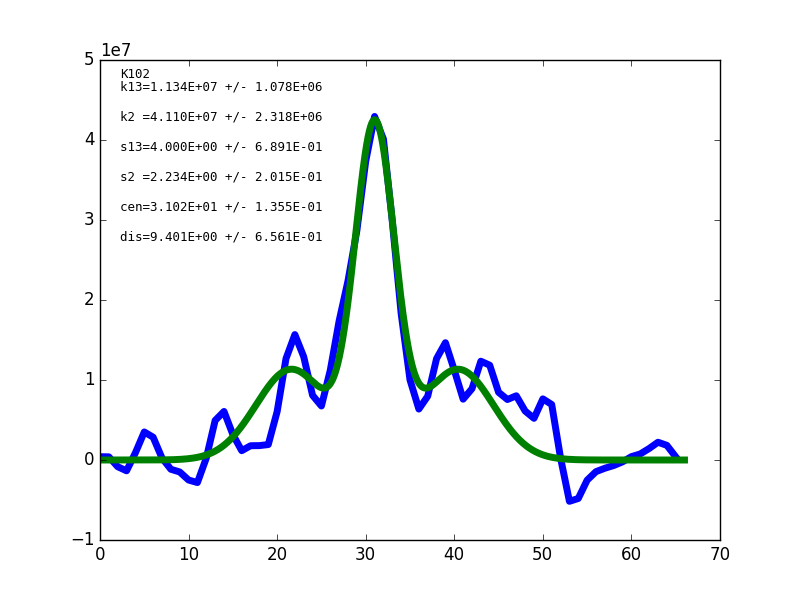 1e7
K102
k13=1.134E+07 +/- 1.078E+06
k2 =4.110E+07 +/- 2.318E+06
s13=4.000E+00 +/- 6.891E-01
s2 =2.234E+00 +/- 2.015E-01
cen=3.102E+01 +/- 1.355E-01
dis=9.401E+00 +/- 6.561E-01
5
4
3
2
1
0
−1
0 10 20 30 40 50 60 70